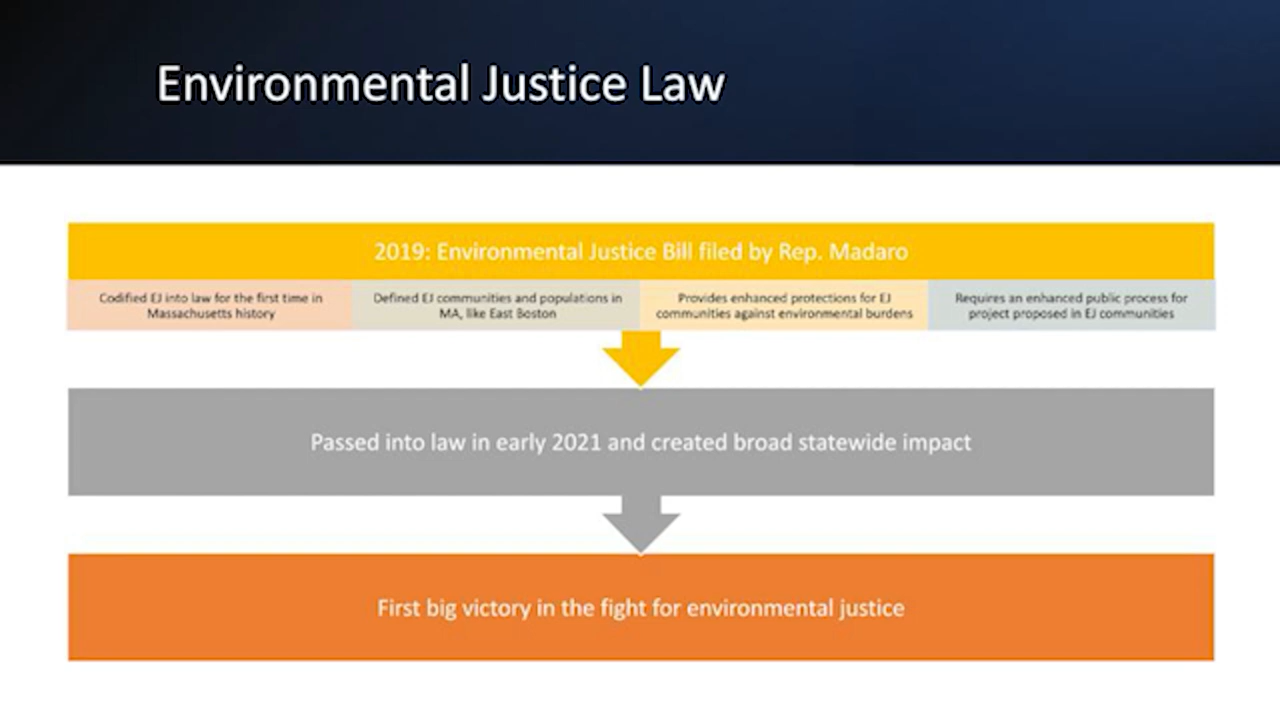 Environmental Justice Law
2019: Environmental Justice Bill filed by Rep. Madaro
Codified EJ into law for the first time in
Massachusetts history
Defined EJ communities and populations in
MA, like East Boston
Provides enhanced protections for EJ
communities against environmental burdens
Requires an enhanced public process for
project proposed in EJ communities
Passed into law in early 2021 and created broad statewide impact
First big victory in the fight for environmental justice